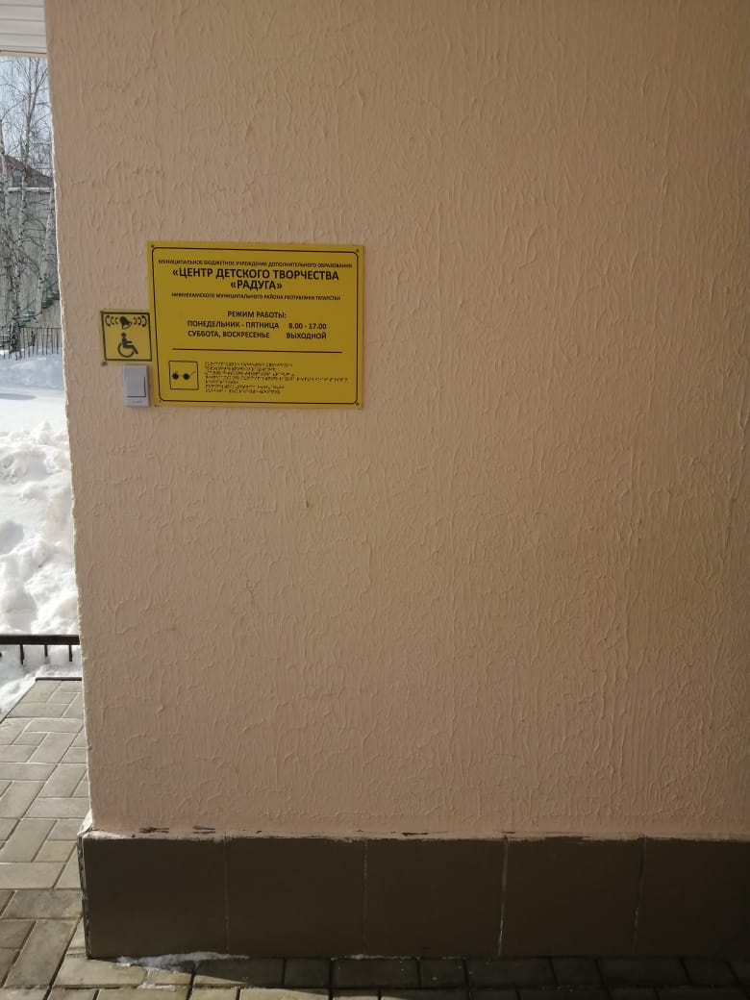 МУНИЦИПАЛЬНОЕ БЮДЖЕТНОЕ УЧРЕЖДЕНИЕ ДОПОЛНИТЕЛЬНОГО ОБРАЗОВАНИЯ
«ЦЕНТР ДЕТСКОГО ТВОРЧЕСТВА
«РАДУГА»
НИЖНЕКАМСКОГО МУНИЦИПАЛЬНОГО РАЙОНА РЕСПУБЛИКИ ТАТАРСТАН
РЕЖИМ РАБОТЫ:
ПОНЕДЕЛЬНИК - ПЯТНИЦА 8.00 - 17.00
СУББОТА, ВОСКРЕСЕНЬЕ ВЫХОДНОЙ